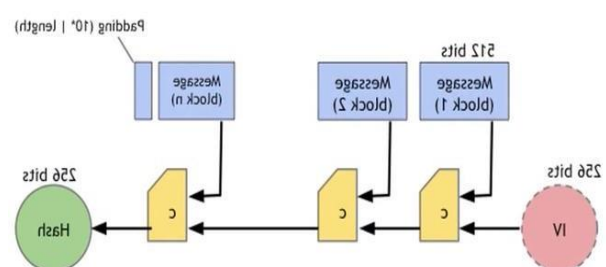 Padding (10* | length)
512 bits
Message
(block 1)
Message
(block 2)
Message
(block n)
256 bits
256 bits
IV
c
c
c
Hash